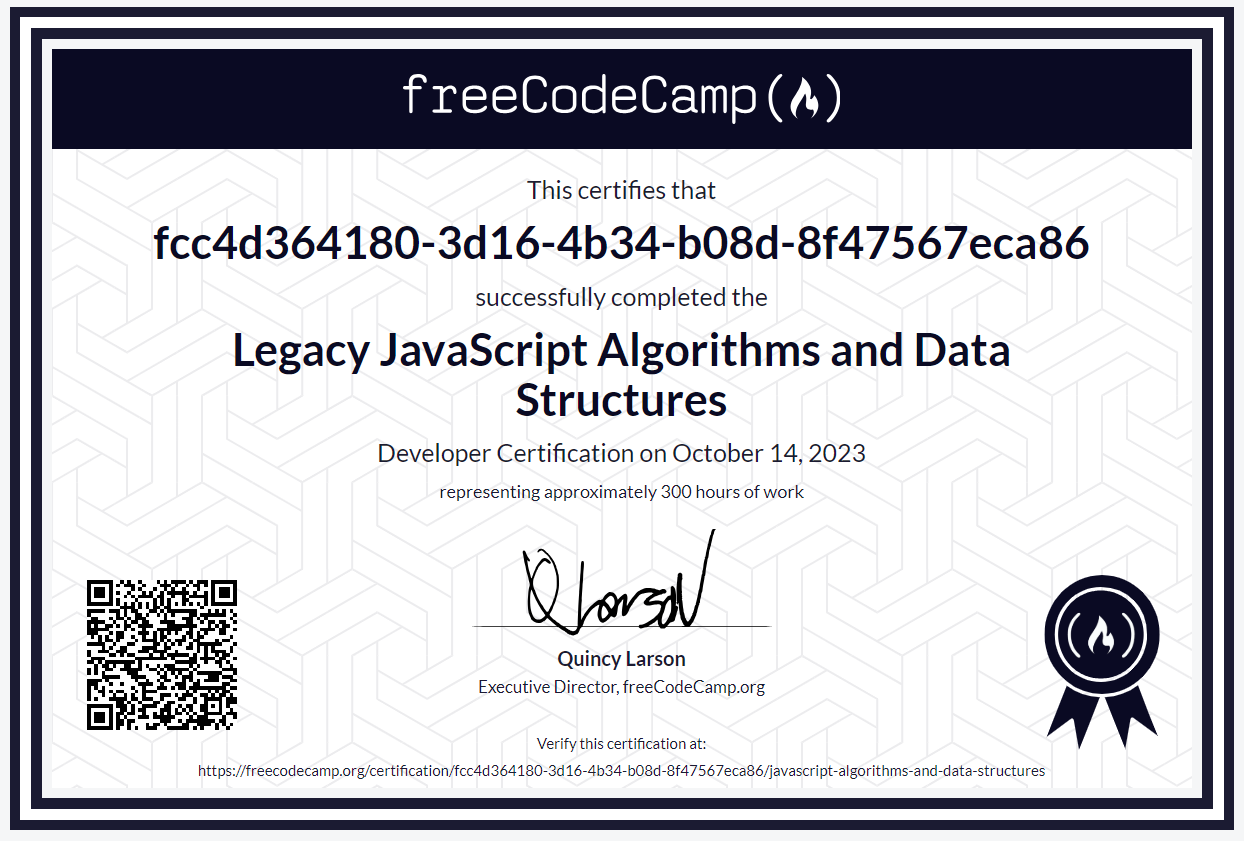 freeCodeCamp
This certifies that
fcc4d364180-3d16-4b34-b08d-8f47567eca86
successfully completed the
Legacy JavaScript Algorithms and Data
Structures
Developer Certification on October 14, 2023
representing approximately 300 hours of work
Q Larson
Quincy Larson
Executive Director, freeCodeCamp.org
Verify this certification at:
https://freecodecamp.org/certification/fcc4d364180-3d16-4b34-b08d-8f47567eca86/javascript-algorithms-and-data-structures